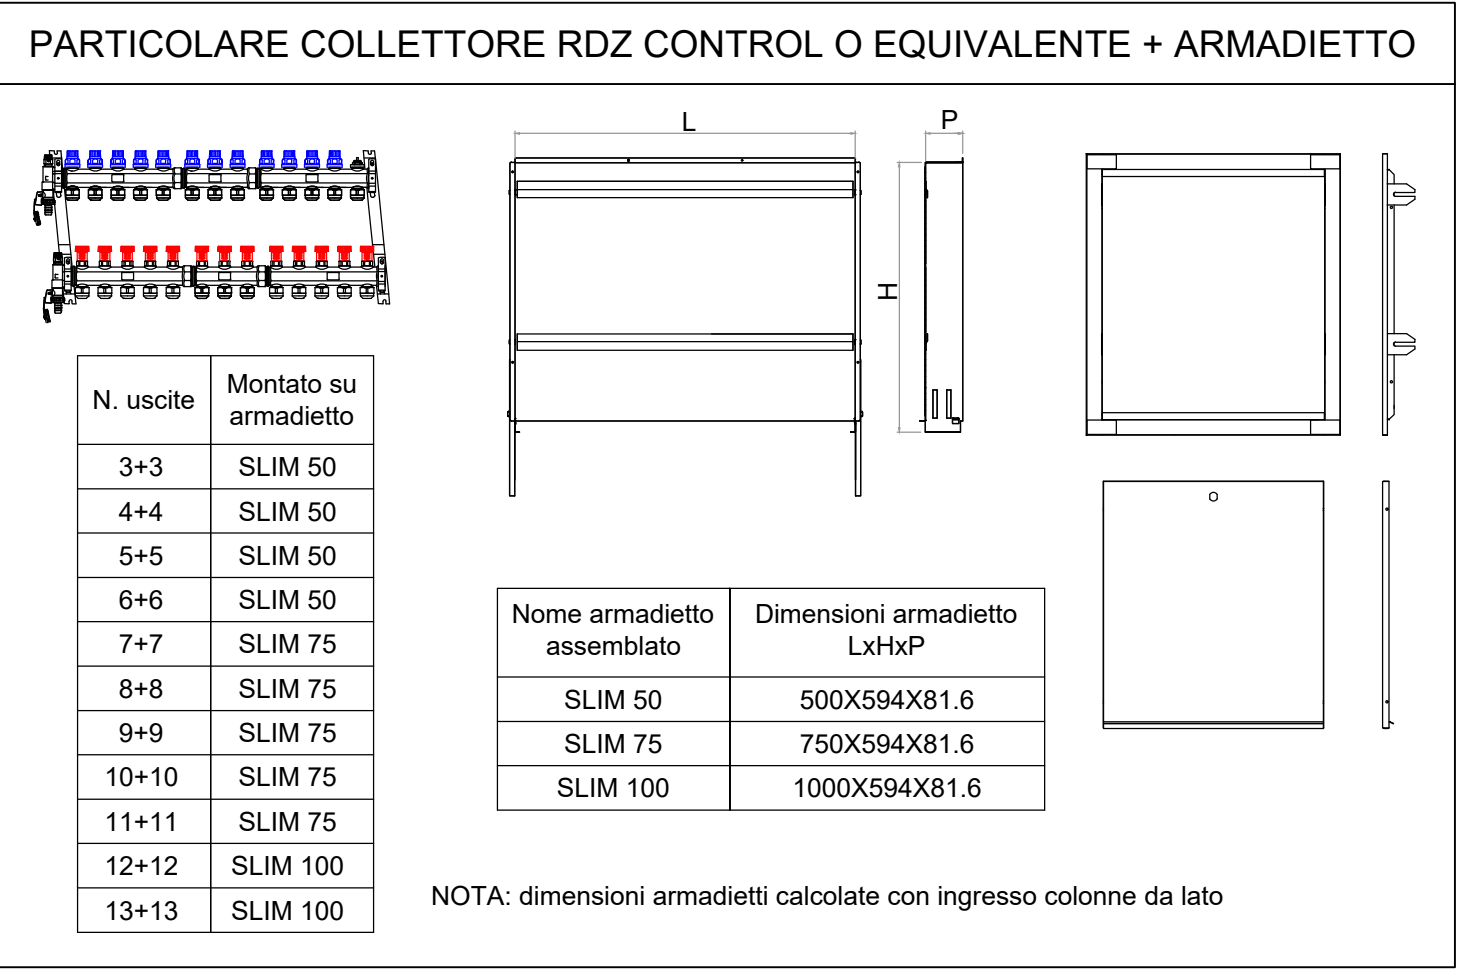 PARTICOLARE COLLETTORE RDZ CONTROL O EQUIVALENTE + ARMADIETTO
L
P
H
N. uscite
Montato su
armadietto
3+3 SLIM 50
4+4 SLIM 50
5+5 SLIM 50
6+6 SLIM 50
7+7 SLIM 75
8+8 SLIM 75
9+9 SLIM 75
10+10 SLIM 75
11+11 SLIM 75
12+12 SLIM 100
13+13 SLIM 100
Nome armadietto
assemblato
Dimensioni armadietto
LxHxP
SLIM 50 500X594X81.6
SLIM 75 750X594X81.6
SLIM 100 1000X594X81.6
NOTA: dimensioni armadietti calcolate con ingresso colonne da lato